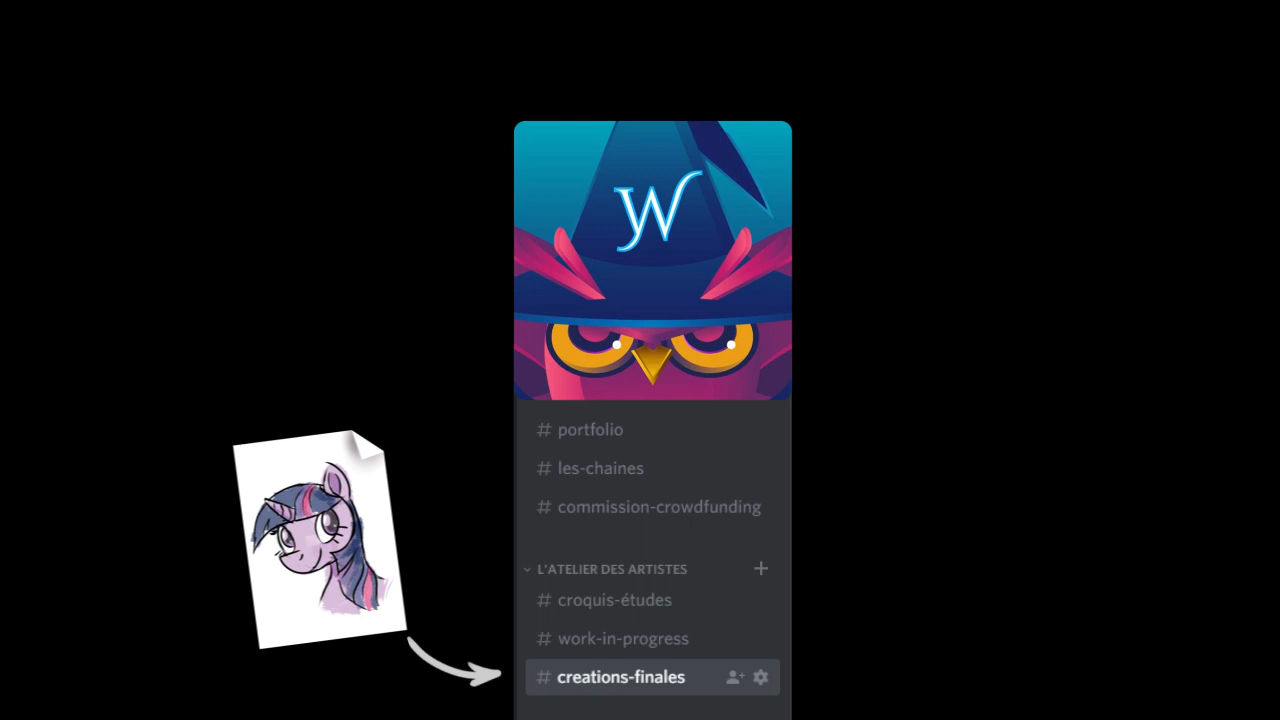 W
# portfolio
# les-chaines
# commission-crowdfunding
L'ATELIER DES ARTISTES +
# croquis-études
# work-in-progress
# creations-finales